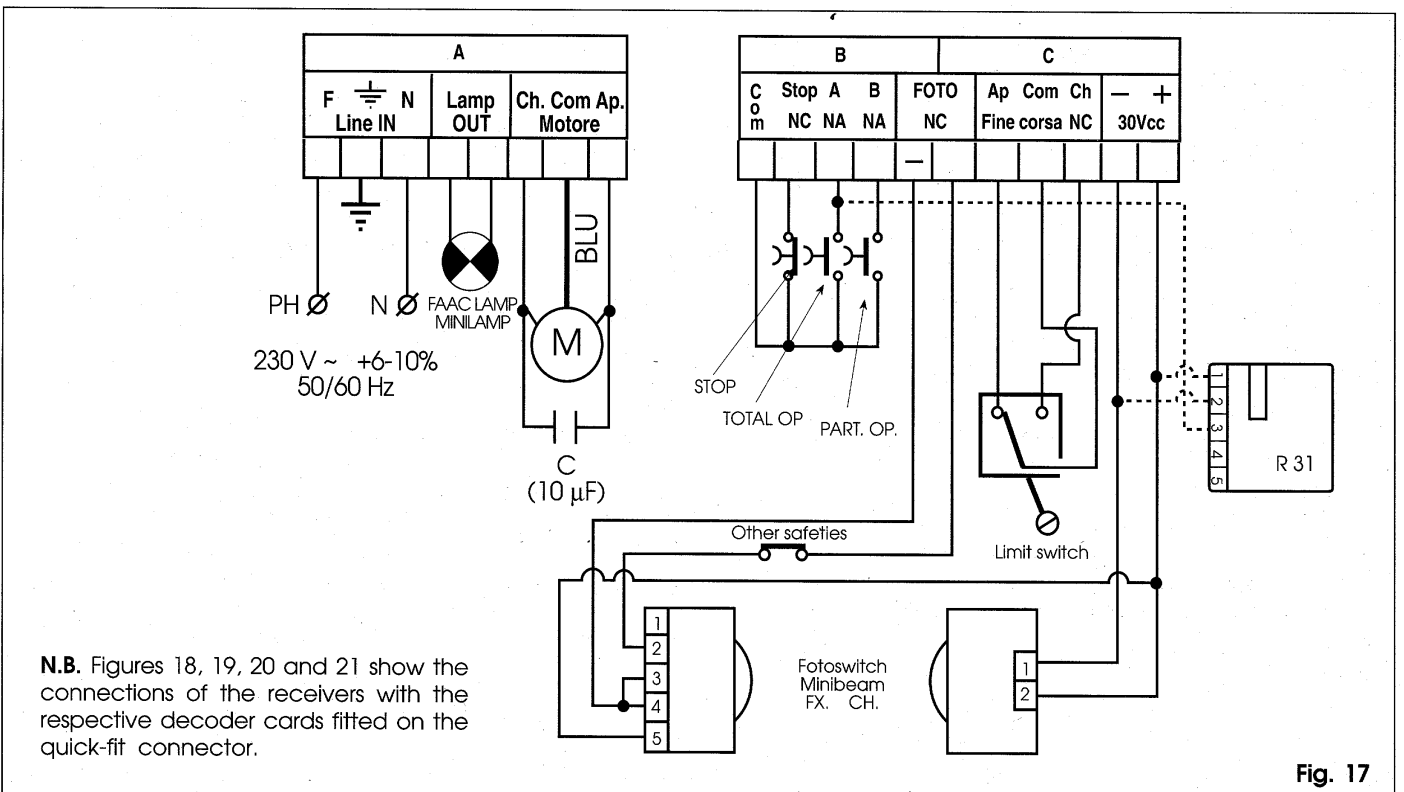 A
F N
Line IN
Lamp
OUT
Ch. Com Ap.
Motore
B
C
Com
Stop A B
NC NA NA
FOTO
NC
Ap Com Ch
Fine corsa NC
— +
30Vcc
—
BLU
PH
N
FAAC LAMP
MINILAMP
M
230 V ~ +6-10%
50/60 Hz
C
(10 µF)
STOP
TOTAL OP
PART. OP.
1
2
3
4
5
R 31
Other safeties
Limit switch
1
2
3
4
5
Fotoswitch
Minibeam
FX. CH.
1
2
N.B. Figures 18, 19, 20 and 21 show the
connections of the receivers with the
respective decoder cards fitted on the
quick-fit connector.
Fig. 17